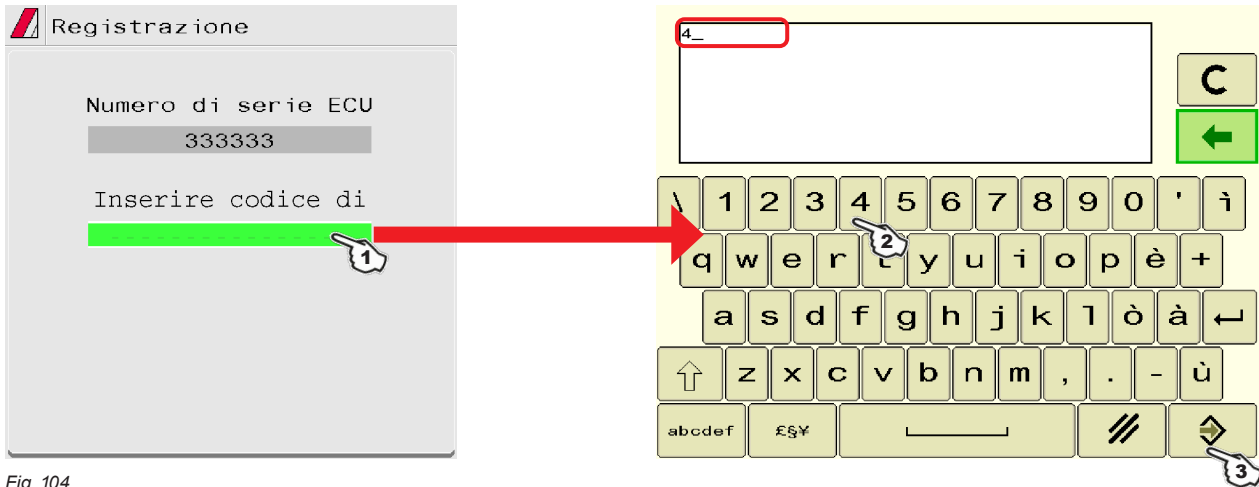 Registrazione
Numero di serie ECU
333333
Inserire codice di
1
4_
C
\ 1 2 3 4 5 6 7 8 9 0 ' ì
2
q w e r t y u i o p è +
a s d f g h j k l ò à
z x c v b n m , . - ù
abcdef £§¥
3
Fig. 104